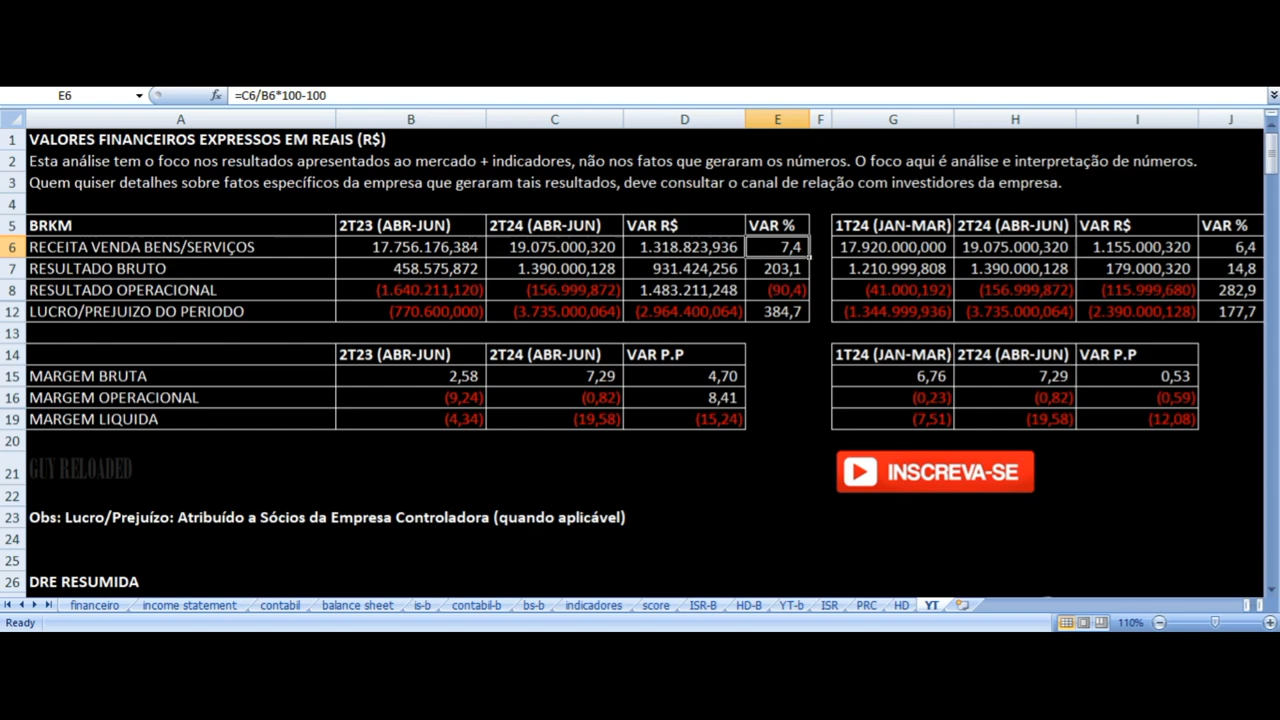 E6 fx =C6/B6*100-100
A B C D E F G H I J
1 VALORES FINANCEIROS EXPRESSOS EM REAIS (R$)
2 Esta análise tem o foco nos resultados apresentados ao mercado + indicadores, não nos fatos que geraram os números. O foco aqui é análise e interpretação de números.
3 Quem quiser detalhes sobre fatos específicos da empresa que geraram tais resultados, deve consultar o canal de relação com investidores da empresa.
4
5 BRKM 2T23 (ABR-JUN) 2T24 (ABR-JUN) VAR R$ VAR % 1T24 (JAN-MAR) 2T24 (ABR-JUN) VAR R$ VAR %
6 RECEITA VENDA BENS/SERVIÇOS 17.756.176,384 19.075.000,320 1.318.823,936 7,4 17.920.000,000 19.075.000,320 1.155.000,320 6,4
7 RESULTADO BRUTO 458.575,872 1.390.000,128 931.424,256 203,1 1.210.999,808 1.390.000,128 179.000,320 14,8
8 RESULTADO OPERACIONAL (1.640.211,120) (156.999,872) 1.483.211,248 (90,4) (41.000,192) (156.999,872) (115.999,680) 282,9
12 LUCRO/PREJUIZO DO PERIODO (770.600,000) (3.735.000,064) (2.964.400,064) 384,7 (1.344.999,936) (3.735.000,064) (2.390.000,128) 177,7
13
14 2T23 (ABR-JUN) 2T24 (ABR-JUN) VAR P.P 1T24 (JAN-MAR) 2T24 (ABR-JUN) VAR P.P
15 MARGEM BRUTA 2,58 7,29 4,70 6,76 7,29 0,53
16 MARGEM OPERACIONAL (9,24) (0,82) 8,41 (0,23) (0,82) (0,59)
19 MARGEM LIQUIDA (4,34) (19,58) (15,24) (7,51) (19,58) (12,08)
20
21 GUY RELOADED INSCREVA-SE
22
23 Obs: Lucro/Prejuízo: Atribuído a Sócios da Empresa Controladora (quando aplicável)
24
25
26 DRE RESUMIDA
financeiro income statement contabil balance sheet is-b contabil-b bs-b indicadores score ISR-B HD-B YT-b ISR PRC HD YT
Ready 110%